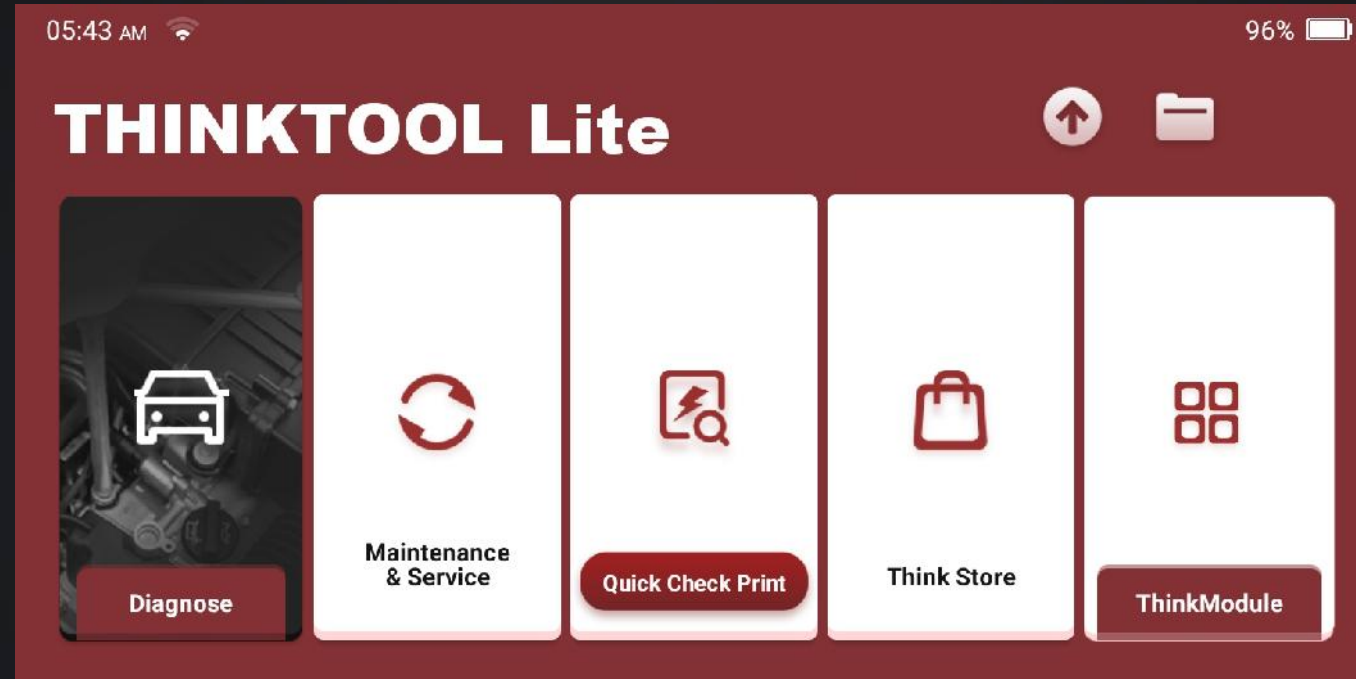 05:43 AM
96%
THINKTOOL Lite
Diagnose
Maintenance
& Service
Quick Check Print
Think Store
ThinkModule